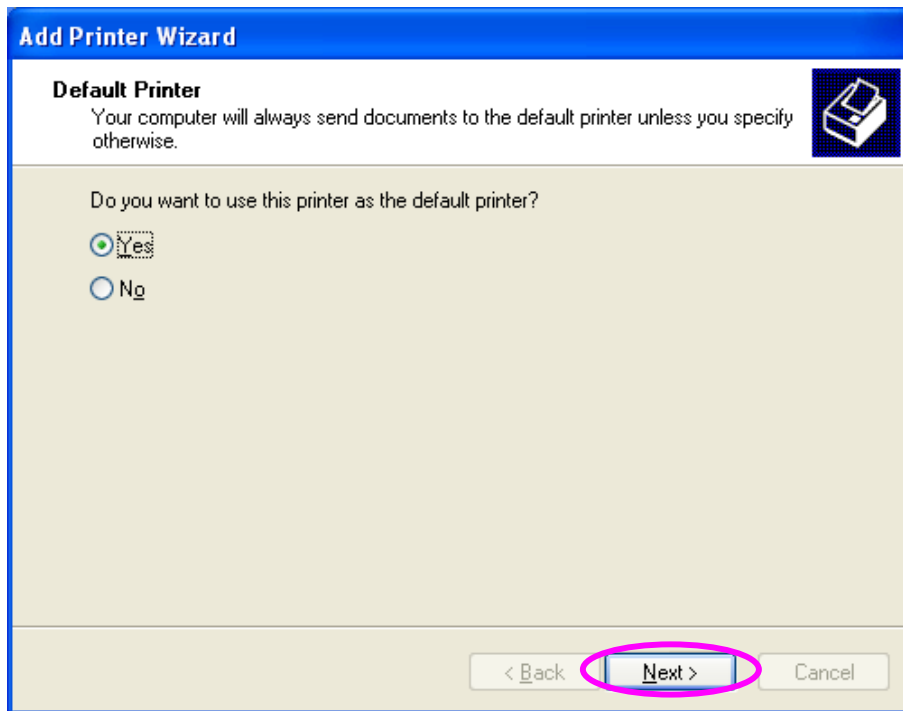 Add Printer Wizard
Default Printer
Your computer will always send documents to the default printer unless you specify
otherwise.
Do you want to use this printer as the default printer?
Yes
No
< Back
Next >
Cancel